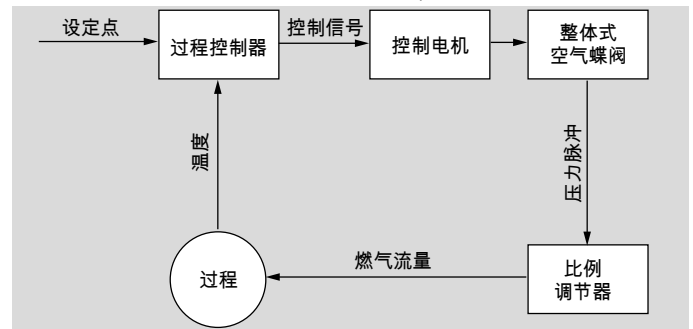 设定点
过程控制器
控制信号
控制电机
整体式
空气蝶阀
温度
压力脉冲
过程
燃气流量
比例
调节器